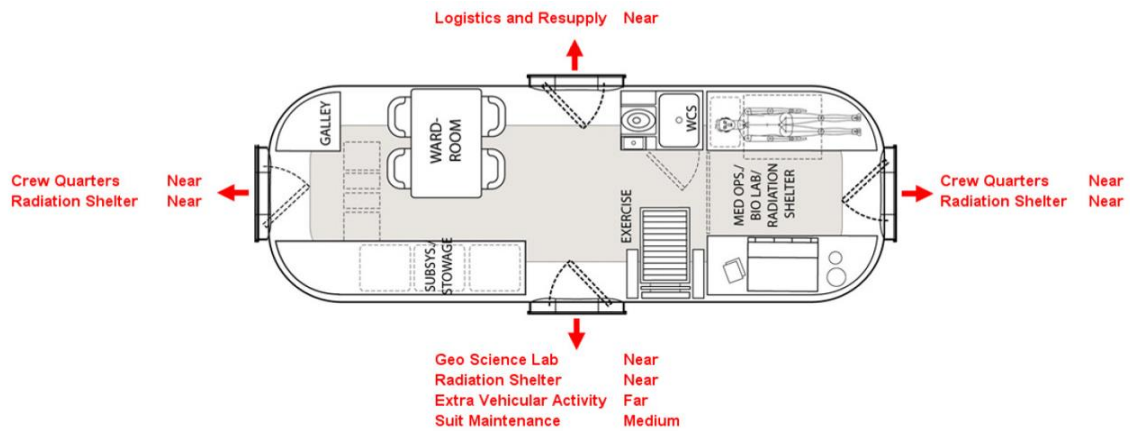 Logistics and Resupply Near
GALLEY
WARD-
ROOM
WCS
Crew Quarters Near
Radiation Shelter Near
MED OPS./
BIO LAB/
RADIATION
SHELTER
Crew Quarters Near
Radiation Shelter Near
EXERCISE
SUBSYS./
STOWAGE
Geo Science Lab Near
Radiation Shelter Near
Extra Vehicular Activity Far
Suit Maintenance Medium